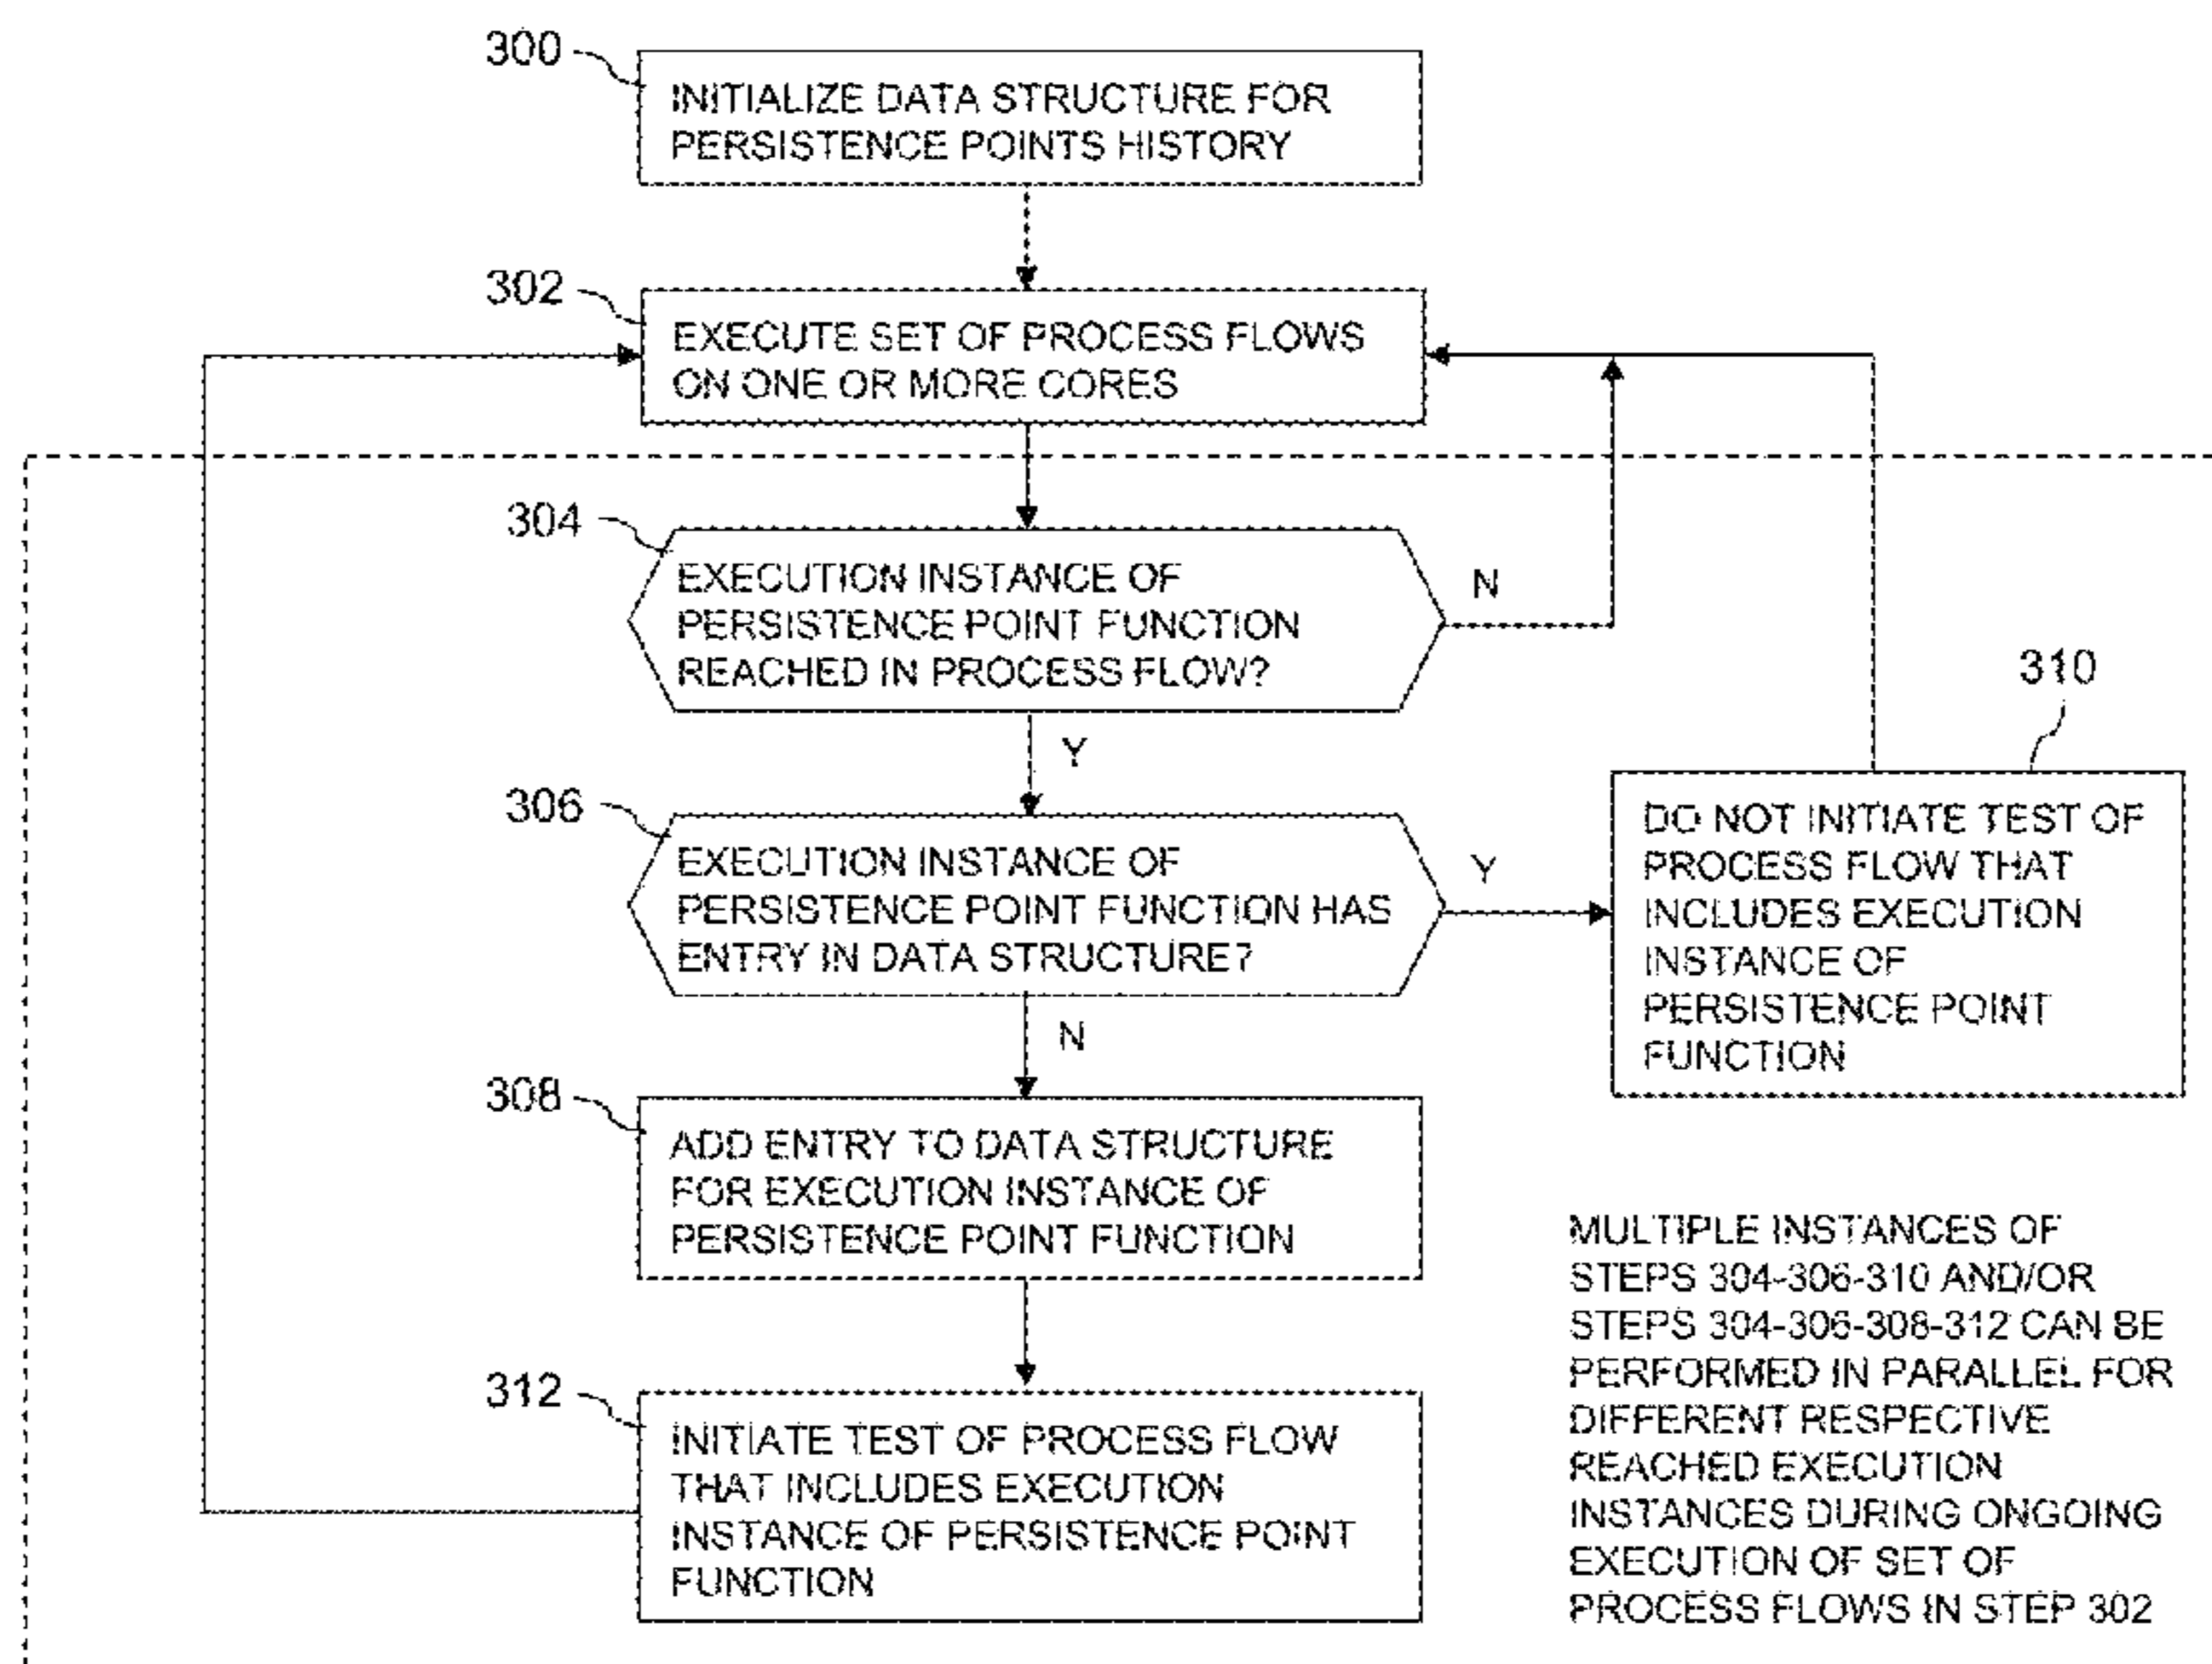 300
INITIALIZE DATA STRUCTURE FOR
PERSISTENCE POINTS HISTORY
302
EXECUTE SET OF PROCESS FLOWS
ON ONE OR MORE CORES
304
EXECUTION INSTANCE OF
PERSISTENCE POINT FUNCTION
REACHED IN PROCESS FLOW?
N
Y
306
EXECUTION INSTANCE OF
PERSISTENCE POINT FUNCTION HAS
ENTRY IN DATA STRUCTURE?
Y
N
310
DO NOT INITIATE TEST OF
PROCESS FLOW THAT
INCLUDES EXECUTION
INSTANCE OF
PERSISTENCE POINT
FUNCTION
308
ADD ENTRY TO DATA STRUCTURE
FOR EXECUTION INSTANCE OF
PERSISTENCE POINT FUNCTION
312
INITIATE TEST OF PROCESS FLOW
THAT INCLUDES EXECUTION
INSTANCE OF PERSISTENCE POINT
FUNCTION
MULTIPLE INSTANCES OF
STEPS 304-306-310 AND/OR
STEPS 304-306-308-312 CAN BE
PERFORMED IN PARALLEL FOR
DIFFERENT RESPECTIVE
REACHED EXECUTION
INSTANCES DURING ONGOING
EXECUTION OF SET OF
PROCESS FLOWS IN STEP 302